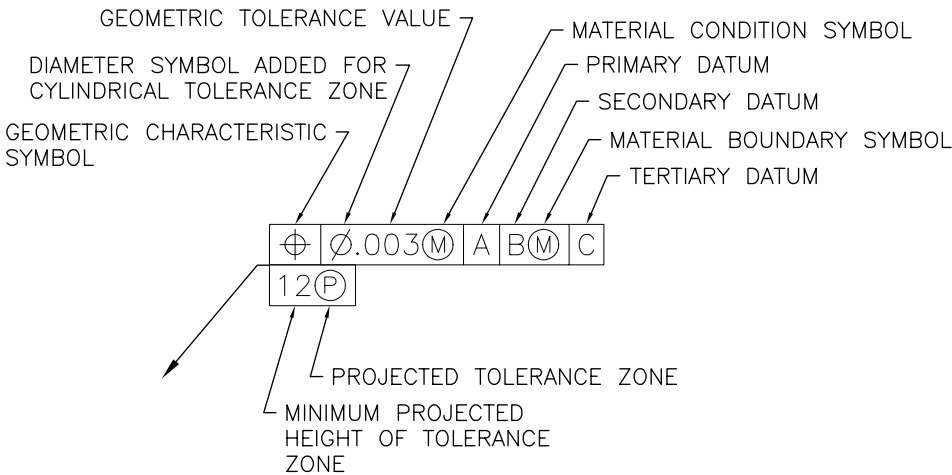 GEOMETRIC TOLERANCE VALUE
MATERIAL CONDITION SYMBOL
DIAMETER SYMBOL ADDED FOR
CYLINDRICAL TOLERANCE ZONE
PRIMARY DATUM
SECONDARY DATUM
GEOMETRIC CHARACTERISTIC
SYMBOL
MATERIAL BOUNDARY SYMBOL
TERTIARY DATUM
⌖ Ø.003Ⓜ A BⓂ C
12Ⓟ
PROJECTED TOLERANCE ZONE
MINIMUM PROJECTED
HEIGHT OF TOLERANCE
ZONE